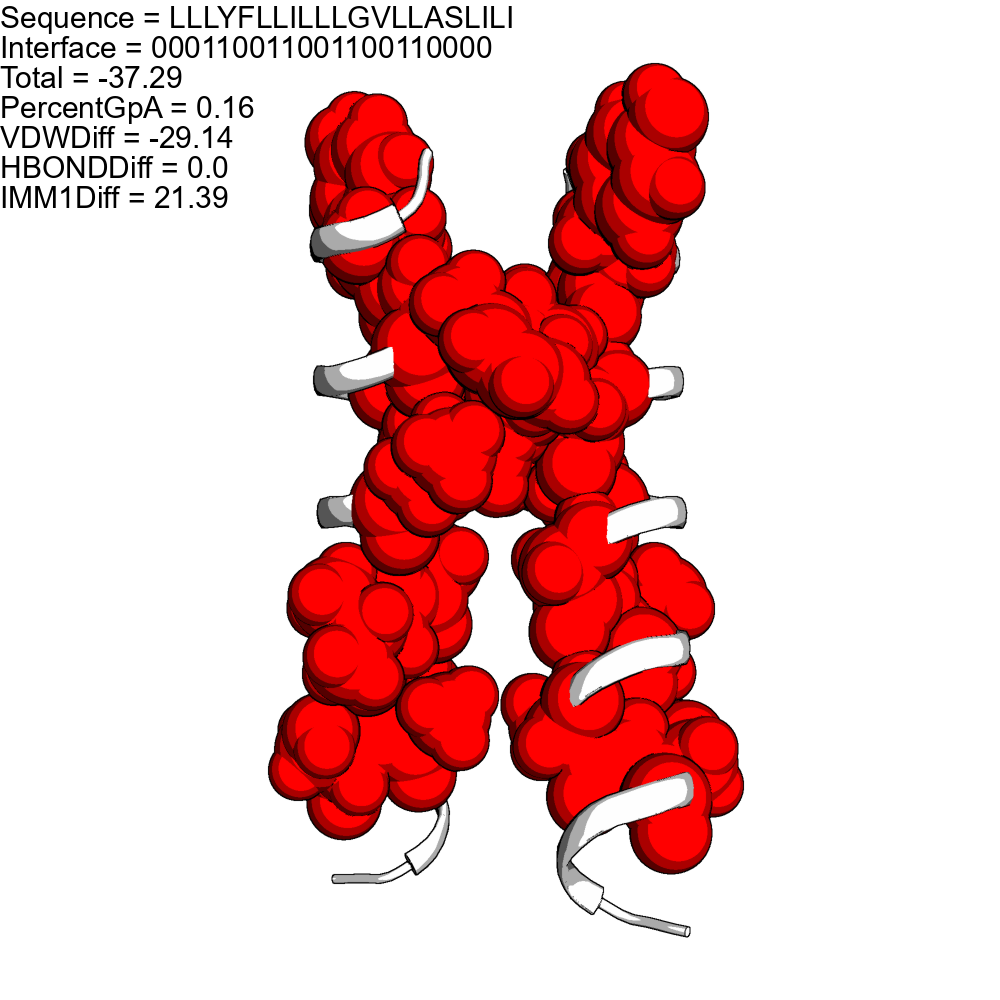 Sequence = LLLYFLLILLLGVLLASLILI
Interface = 000110011001100110000
Total = -37.29
PercentGpA = 0.16
VDWDiff = -29.14
HBONDDiff = 0.0
IMM1Diff = 21.39